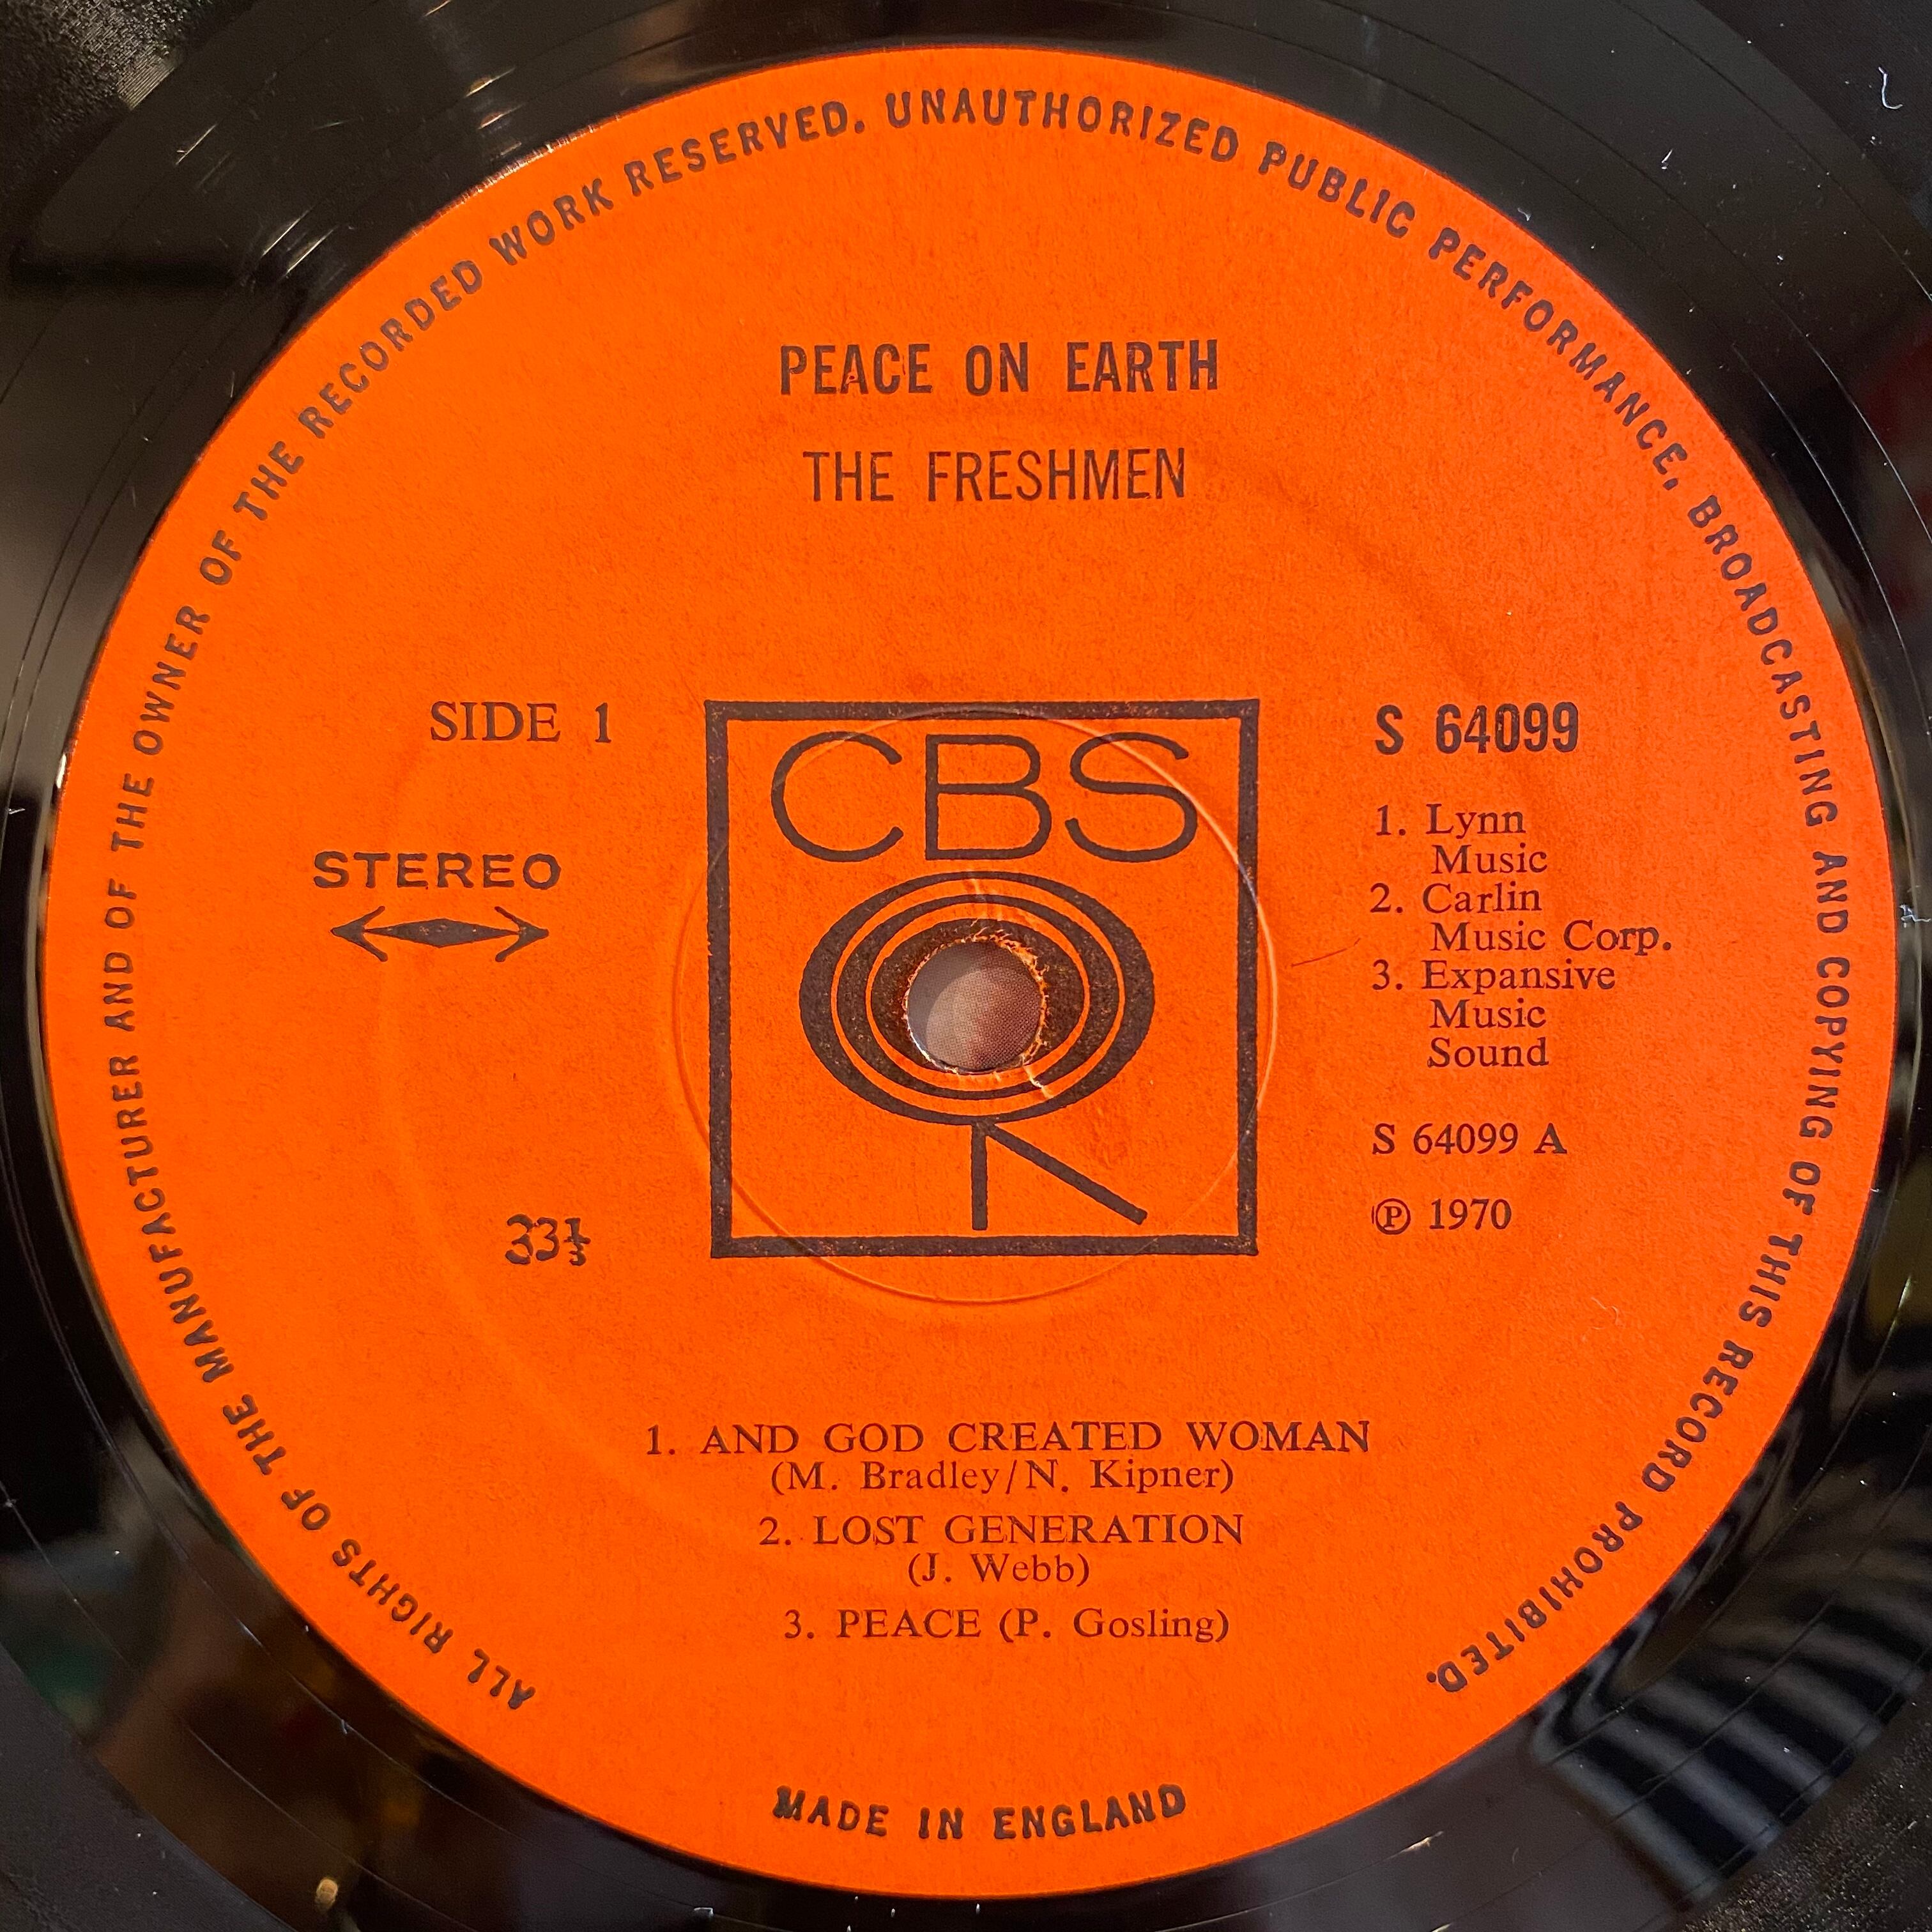 ALL RIGHTS OF THE MANUFACTURER AND OF THE OWNER OF THE RECORDED WORK RESERVED. UNAUTHORIZED PUBLIC PERFORMANCE, BROADCASTING AND COPYING OF THIS RECORD PROHIBITED.
PEACE ON EARTH
THE FRESHMEN
SIDE 1
STEREO
33⅓
CBS
S 64099
1. Lynn
Music
2. Carlin
Music Corp.
3. Expansive
Music
Sound
S 64099 A
℗ 1970
1. AND GOD CREATED WOMAN
(M. Bradley/N. Kipner)
2. LOST GENERATION
(J. Webb)
3. PEACE (P. Gosling)
MADE IN ENGLAND